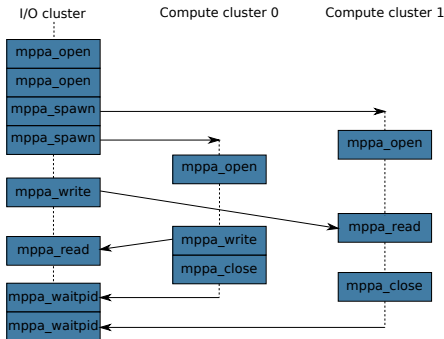 I/O cluster
Compute cluster 0
Compute cluster 1
mppa_open
mppa_open
mppa_spawn
mppa_spawn
mppa_write
mppa_read
mppa_waitpid
mppa_waitpid
mppa_open
mppa_write
mppa_close
mppa_open
mppa_read
mppa_close